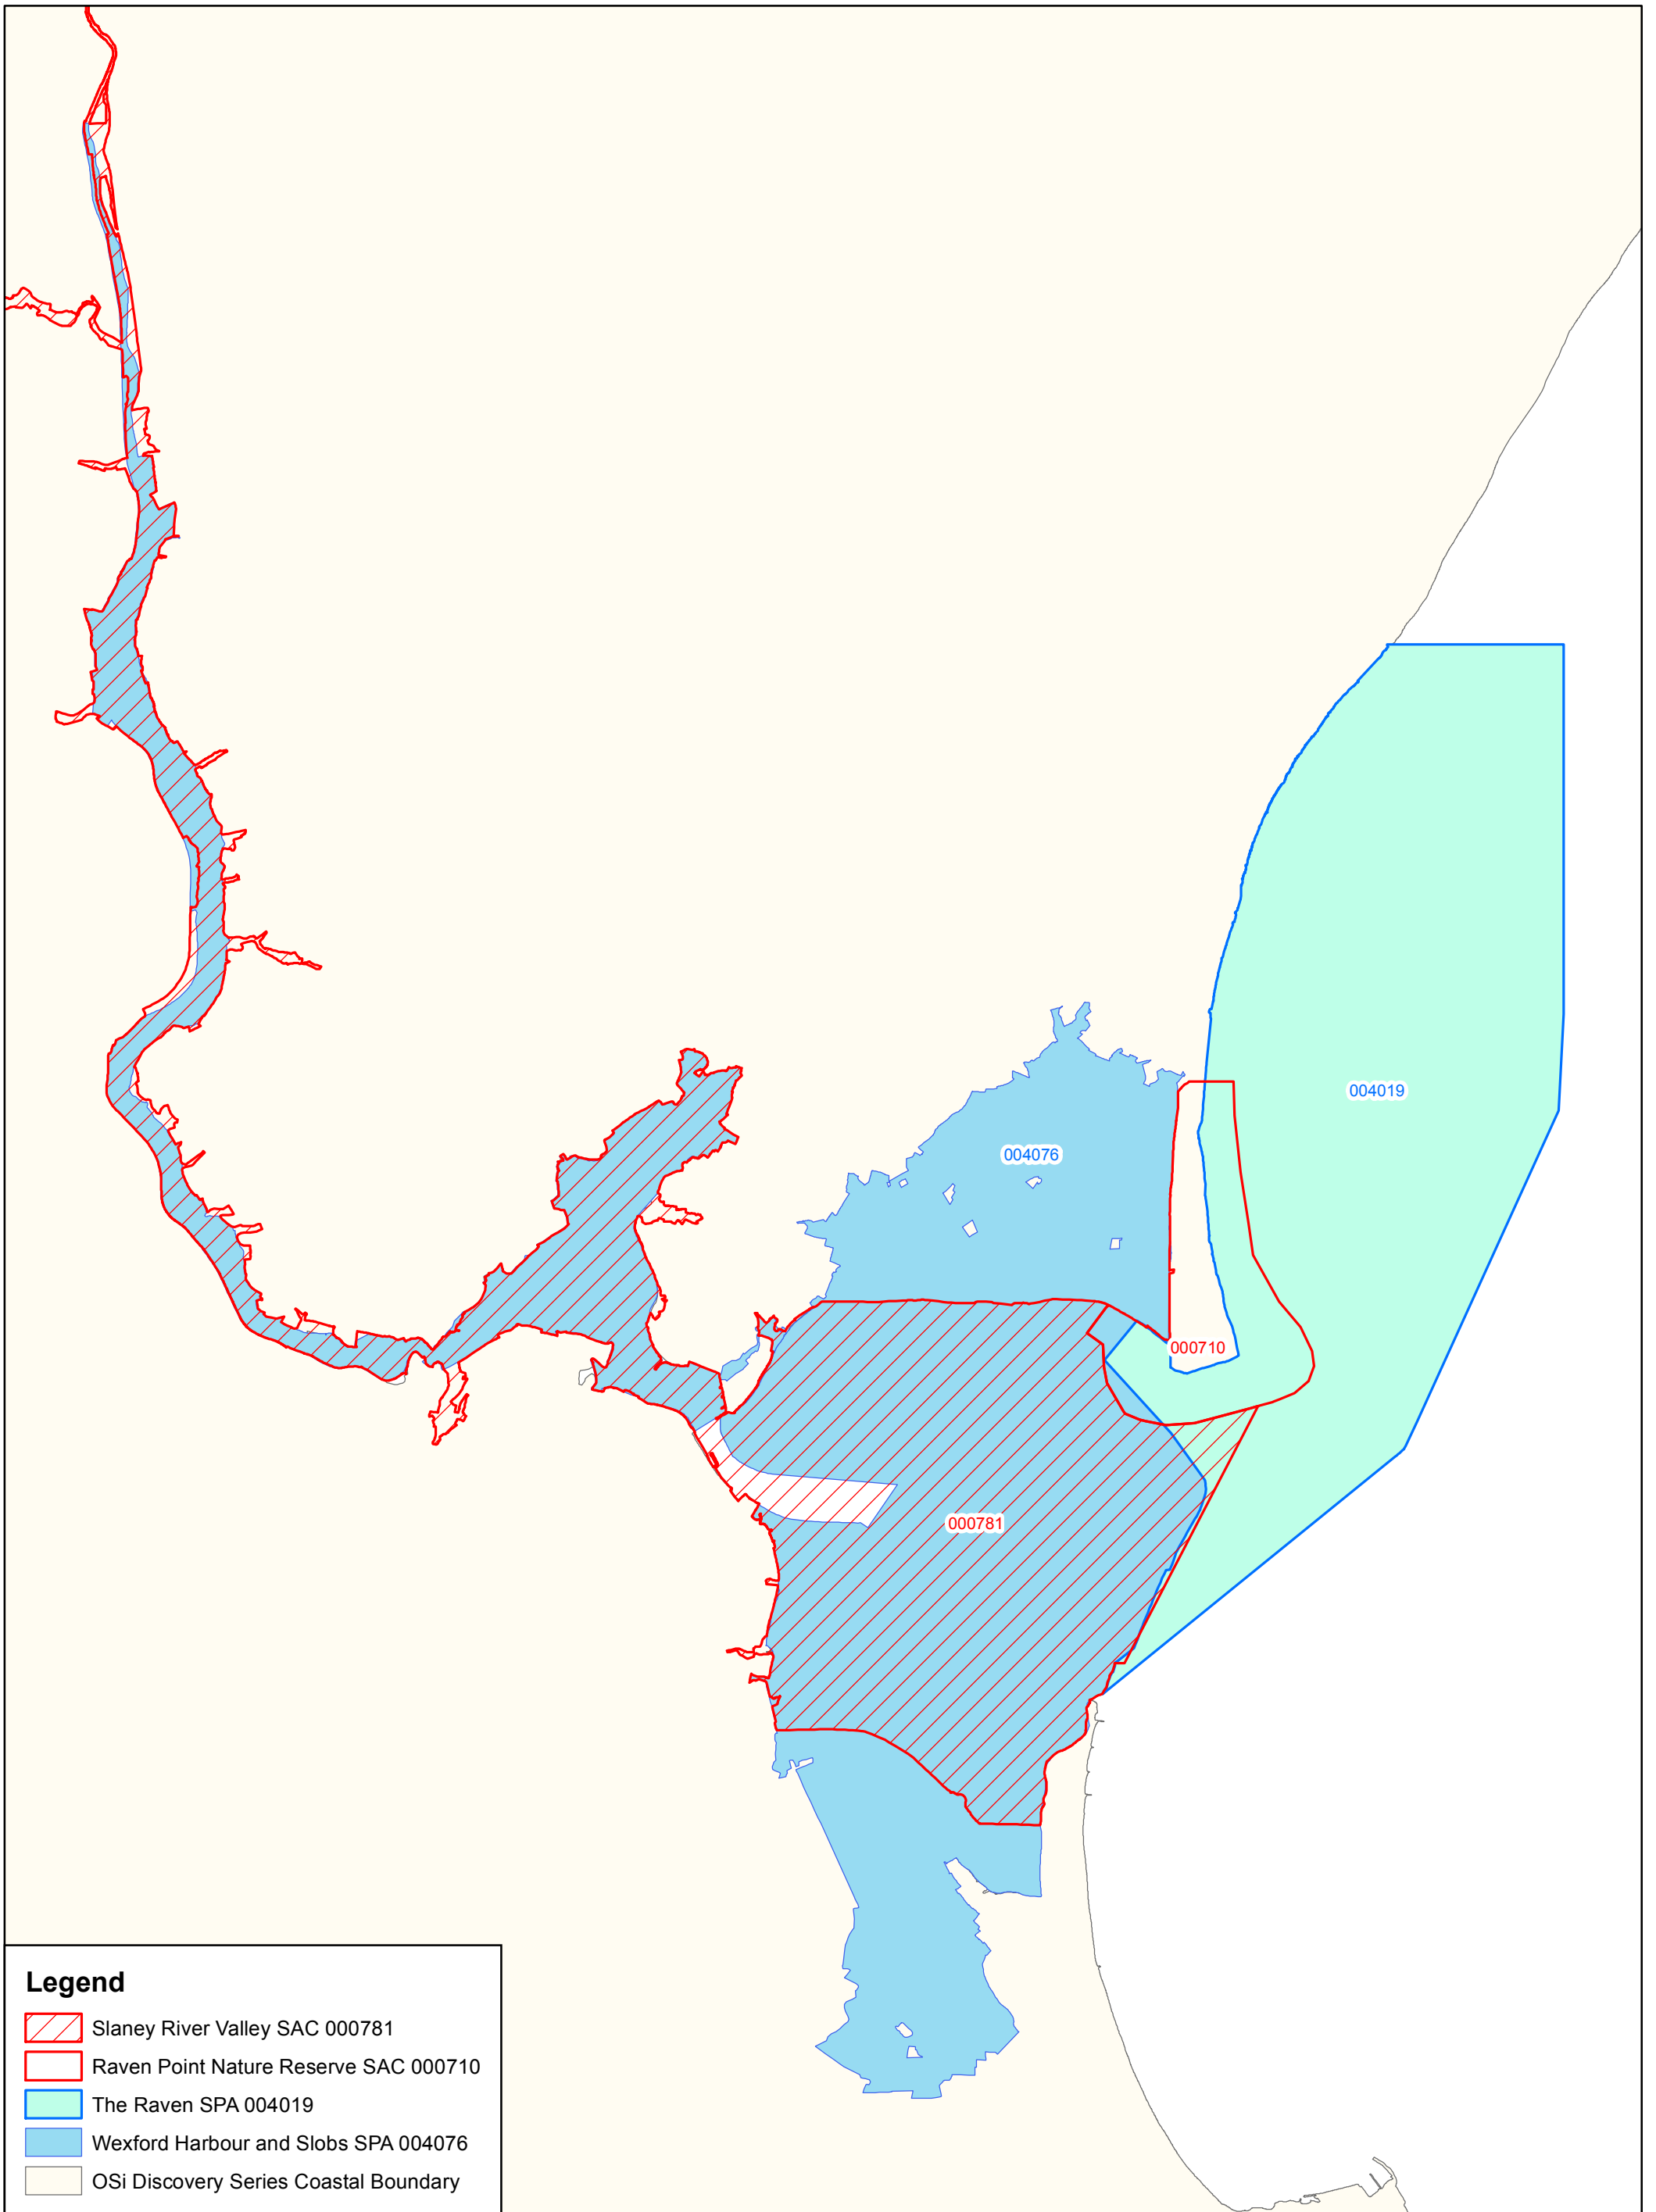 004019
004076
000710
000781
Legend
Slaney River Valley SAC 000781
Raven Point Nature Reserve SAC 000710
The Raven SPA 004019
Wexford Harbour and Slobs SPA 004076
OSi Discovery Series Coastal Boundary